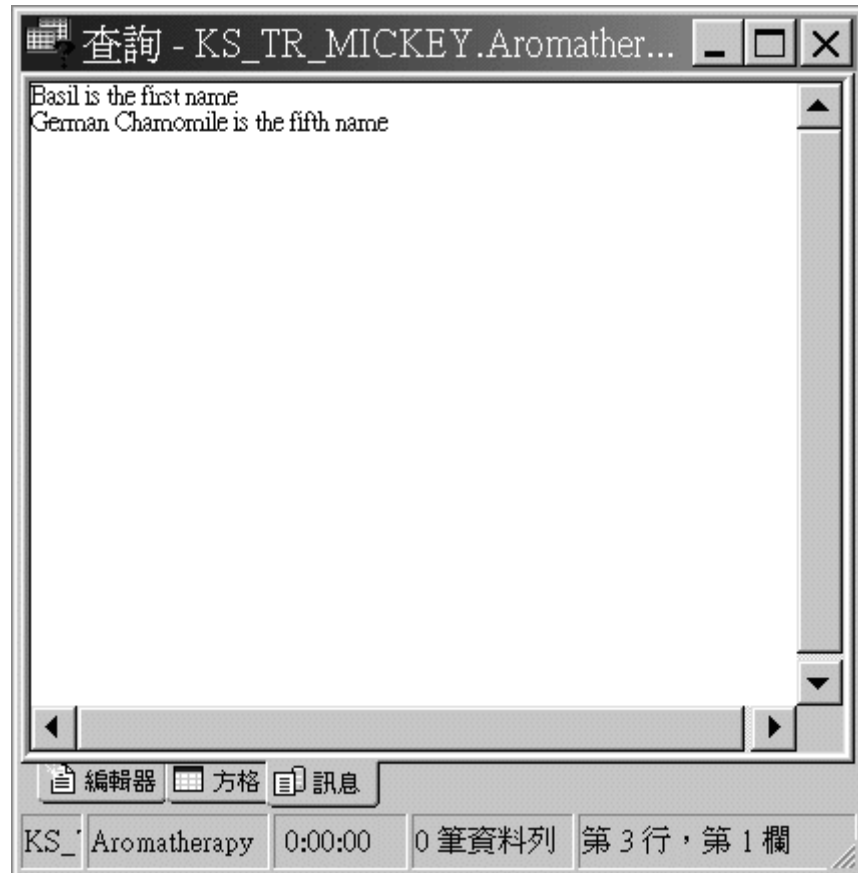 查詢 - KS_TR_MICKEY.Aromather...
Basil is the first name
German Chamomile is the fifth name
編輯器 方格 訊息
KS_ Aromatherapy 0:00:00 0 筆資料列 第 3 行，第 1 欄